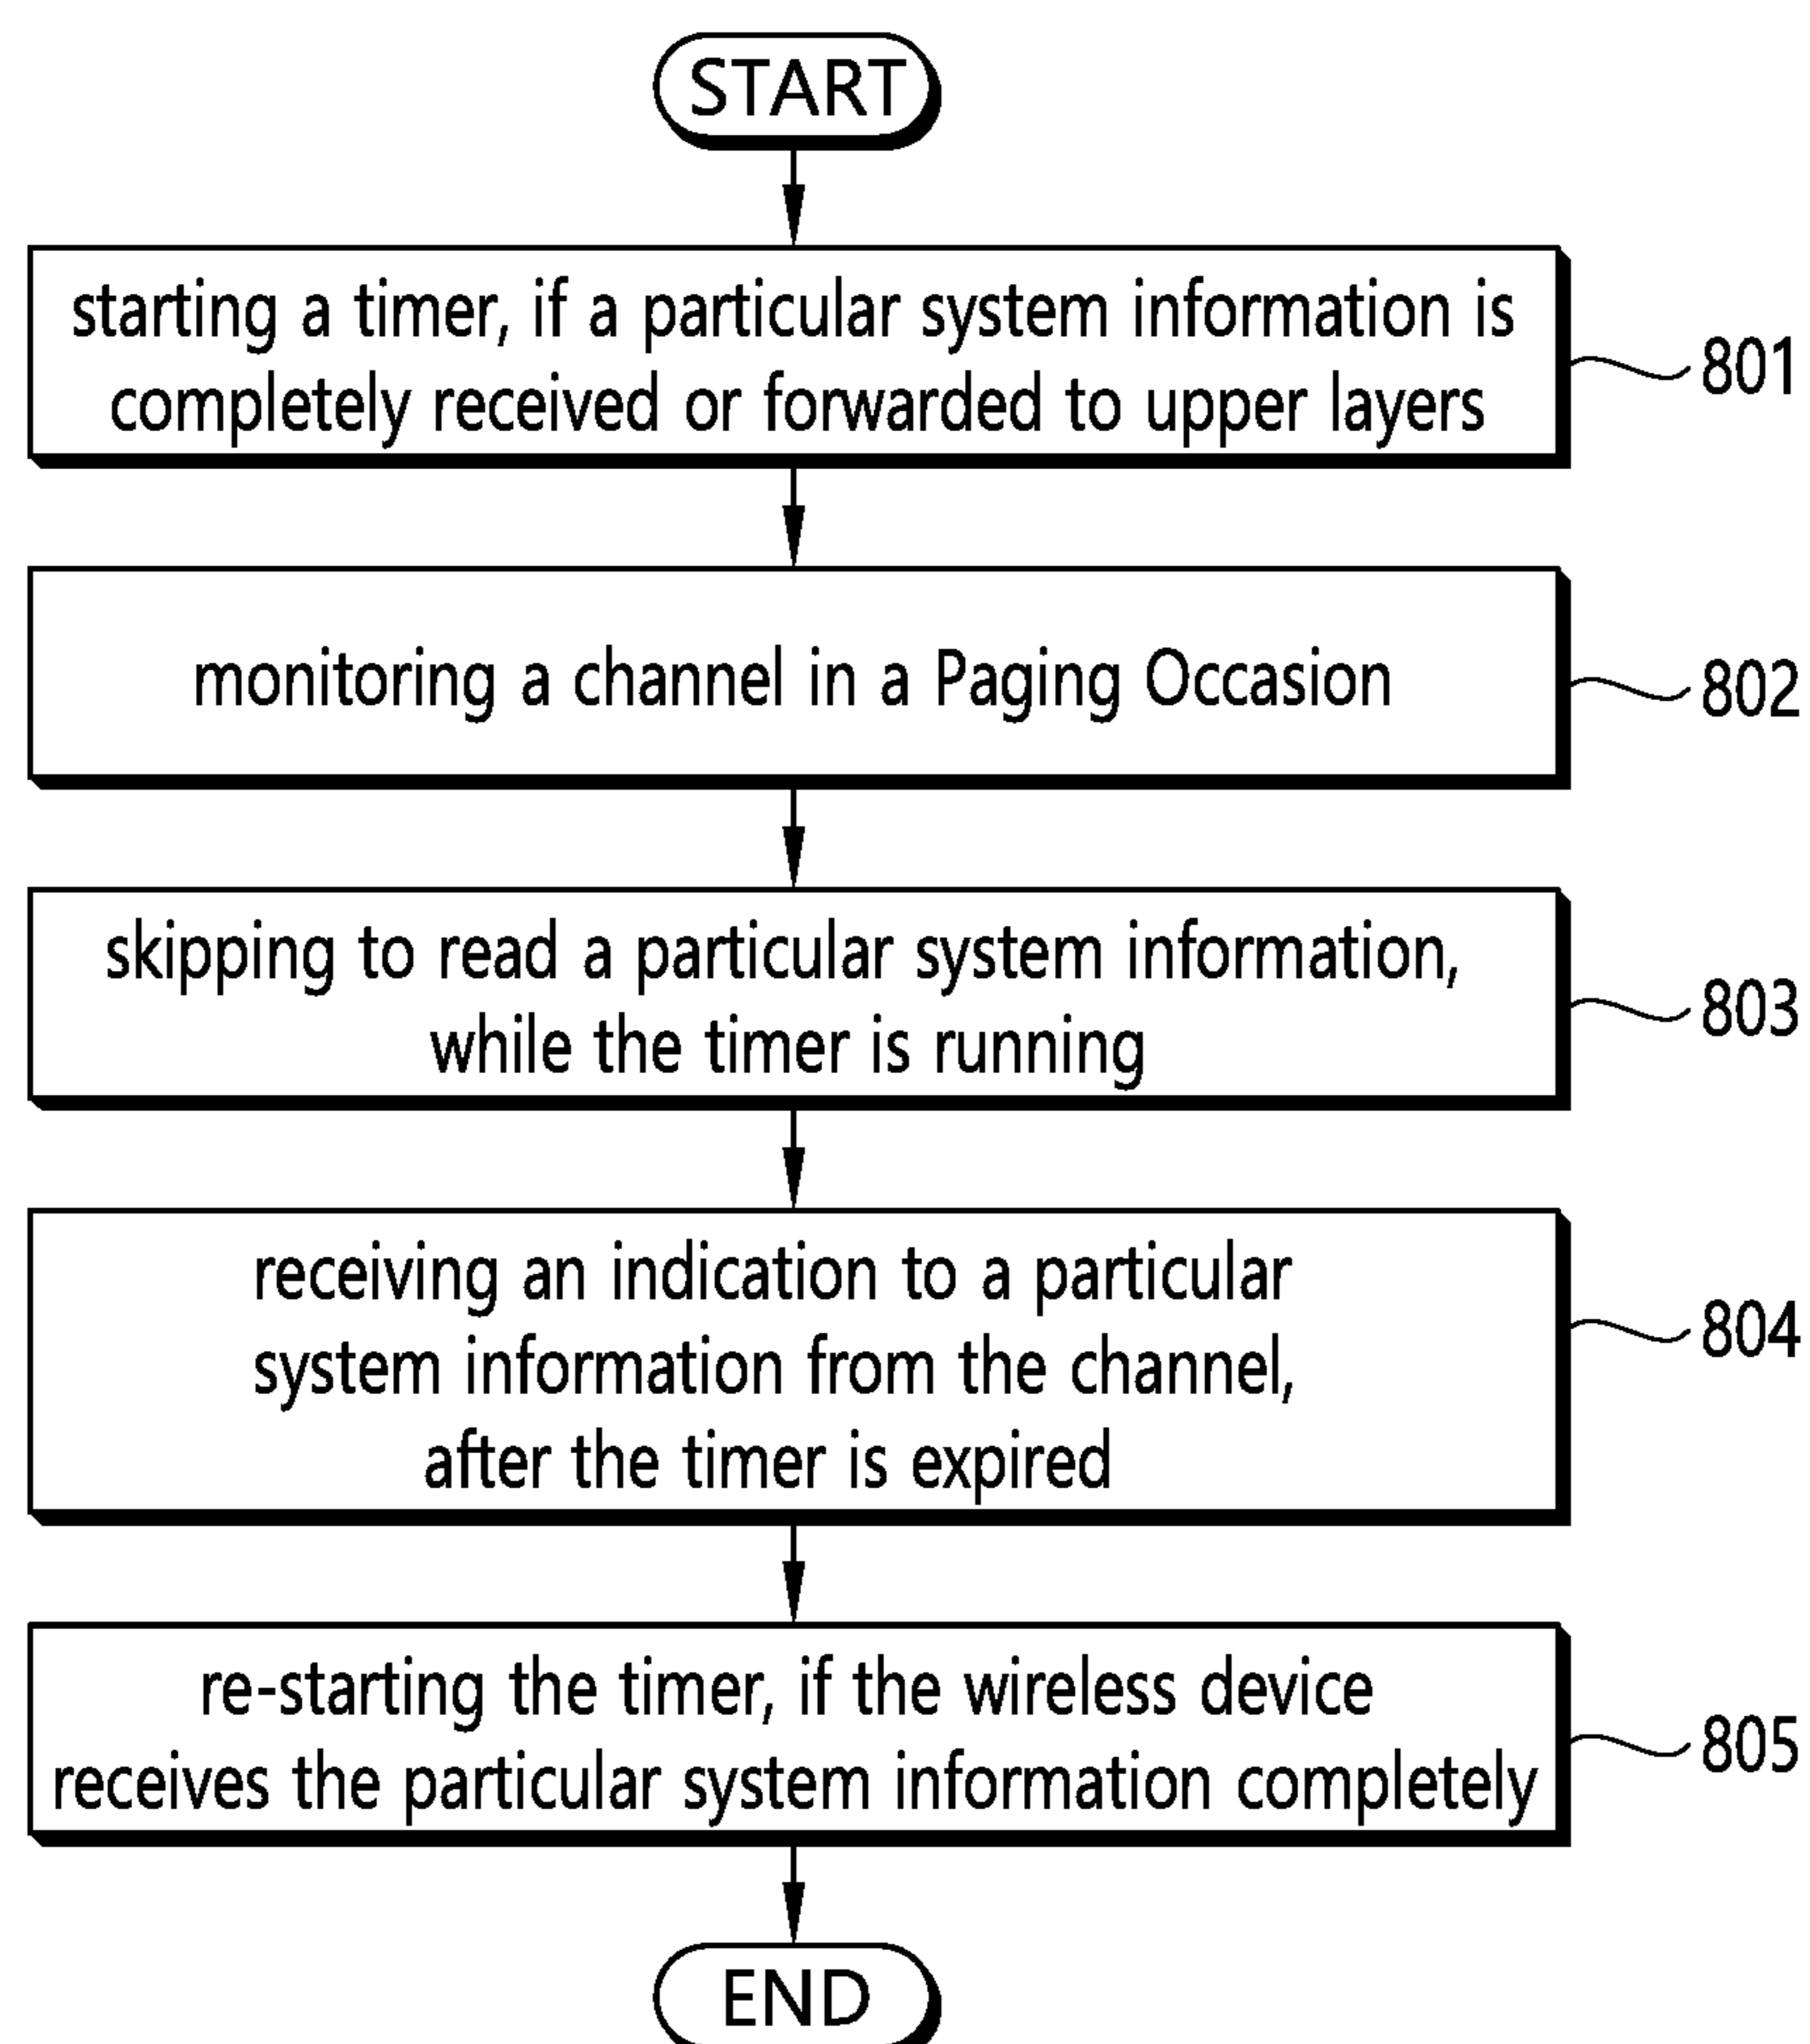 START
starting a timer, if a particular system information is
completely received or forwarded to upper layers
801
monitoring a channel in a Paging Occasion
802
skipping to read a particular system information,
while the timer is running
803
receiving an indication to a particular
system information from the channel,
after the timer is expired
804
re-starting the timer, if the wireless device
receives the particular system information completely
805
END